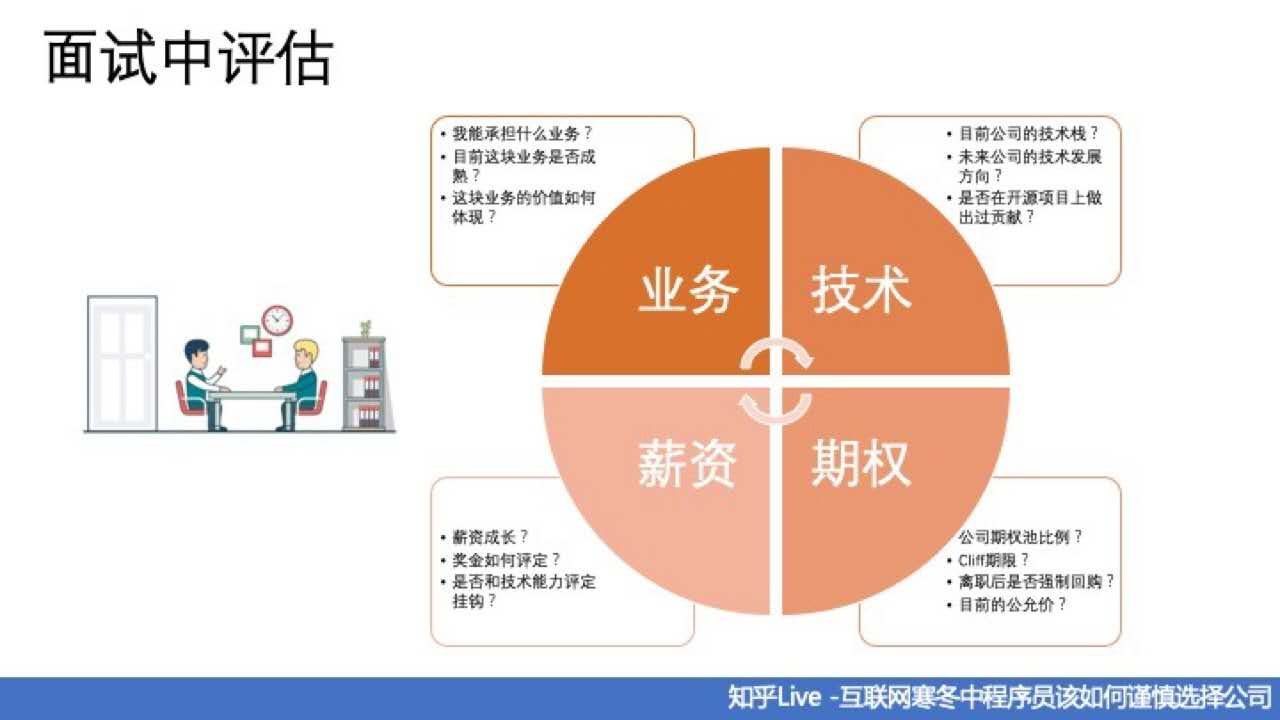 面试中评估
• 我能承担什么业务？
• 目前这块业务是否成
熟？
• 这块业务的价值如何
体现？
• 目前公司的技术栈？
• 未来公司的技术发展
方向？
• 是否在开源项目上做
出过贡献？
业务
技术
薪资
期权
• 薪资成长？
• 奖金如何评定？
• 是否和技术能力评定
挂钩？
公司期权池比例？
• Cliff期限？
• 离职后是否强制回购？
• 目前的公允价？
知乎Live -互联网寒冬中程序员该如何谨慎选择公司